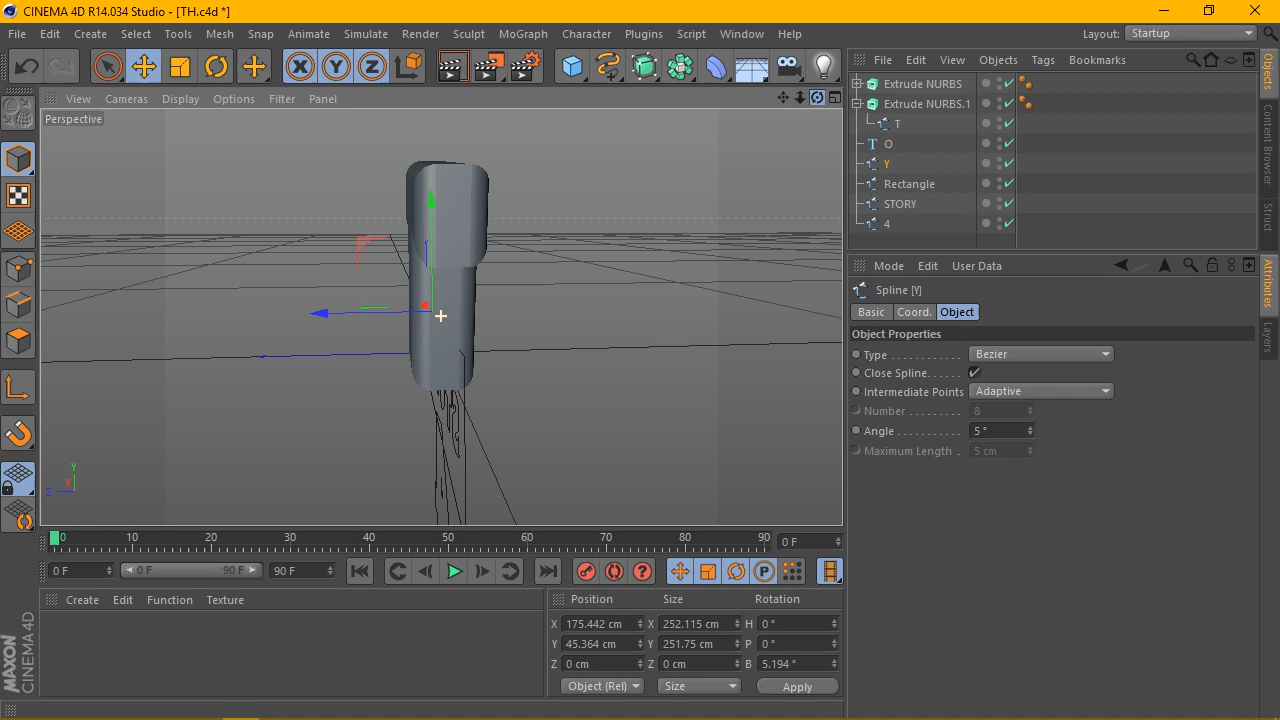 CINEMA 4D R14.034 Studio - [TH.c4d *]
File Edit Create Select Tools Mesh Snap Animate Simulate Render Sculpt MoGraph Character Plugins Script Window Help
Layout: Startup
X Y Z
View Cameras Display Options Filter Panel
Perspective
Y
X
Z
File Edit View Objects Tags Bookmarks
Extrude NURBS
Extrude NURBS.1
T
T O
Y
Rectangle
STORY
4
Objects
Content Browser
Struct
Mode Edit User Data
Spline [Y]
Basic Coord. Object
Object Properties
Type . . . . . . . . . . . Bezier
Close Spline. . . . . .
Intermediate Points Adaptive
Number . . . . . . . . 8
Angle . . . . . . . . . . 5 °
Maximum Length . 5 cm
Attributes
Layers
0 10 20 30 40 50 60 70 80 90 0 F
0 F 0 F 90 F 90 F
? P
Create Edit Function Texture
Position Size Rotation
X 175.442 cm X 252.115 cm H 0 °
Y 45.364 cm Y 251.75 cm P 0 °
Z 0 cm Z 0 cm B 5.194 °
Object (Rel) Size Apply
MAXON
CINEMA 4D